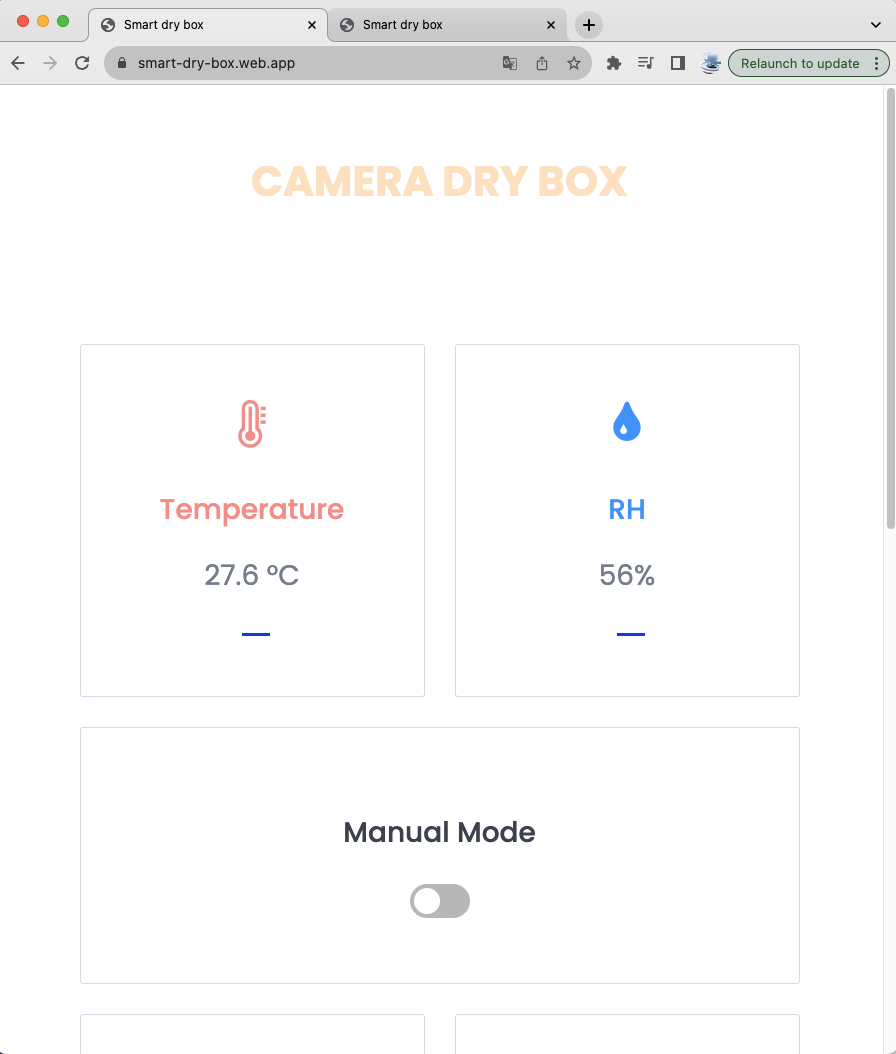 Smart dry box
Smart dry box
smart-dry-box.web.app
Relaunch to update
CAMERA DRY BOX
Temperature
27.6 °C
RH
56%
Manual Mode